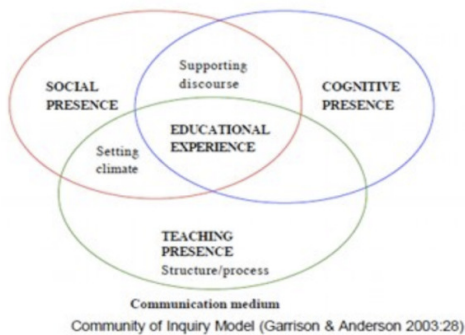 Supporting
discourse
SOCIAL
PRESENCE
COGNITIVE
PRESENCE
EDUCATIONAL
EXPERIENCE
Setting
climate
TEACHING
PRESENCE
Structure/process
Communication medium
Community of Inquiry Model (Garrison & Anderson 2003:28)